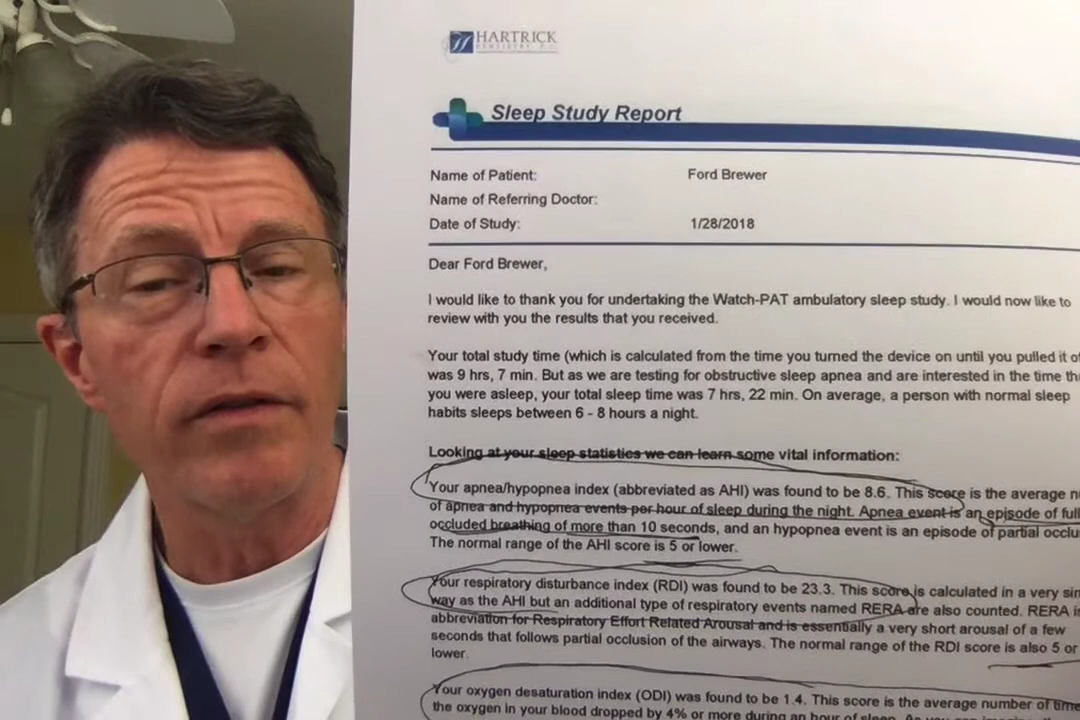 HARTRICK
DENTISTRY, P.C.
Sleep Study Report
Name of Patient: Ford Brewer
Name of Referring Doctor:
Date of Study: 1/28/2018
Dear Ford Brewer,
I would like to thank you for undertaking the Watch-PAT ambulatory sleep study. I would now like to
review with you the results that you received.
Your total study time (which is calculated from the time you turned the device on until you pulled it of
was 9 hrs, 7 min. But as we are testing for obstructive sleep apnea and are interested in the time tha
you were asleep, your total sleep time was 7 hrs, 22 min. On average, a person with normal sleep
habits sleeps between 6 - 8 hours a night.
Looking at your sleep statistics we can learn some vital information:
Your apnea/hypopnea index (abbreviated as AHI) was found to be 8.6. This score is the average n
of apnea and hypopnea events per hour of sleep during the night. Apnea event is an episode of full
occluded breathing of more than 10 seconds, and an hypopnea event is an episode of partial occlu
The normal range of the AHI score is 5 or lower.
Your respiratory disturbance index (RDI) was found to be 23.3. This score is calculated in a very sim
way as the AHI but an additional type of respiratory events named RERA are also counted. RERA is
abbreviation for Respiratory Effort Related Arousal and is essentially a very short arousal of a few
seconds that follows partial occlusion of the airways. The normal range of the RDI score is also 5 or
lower.
Your oxygen desaturation index (ODI) was found to be 1.4. This score is the average number of time
the oxygen in your blood dropped by 4% or more during an hour of sleep.